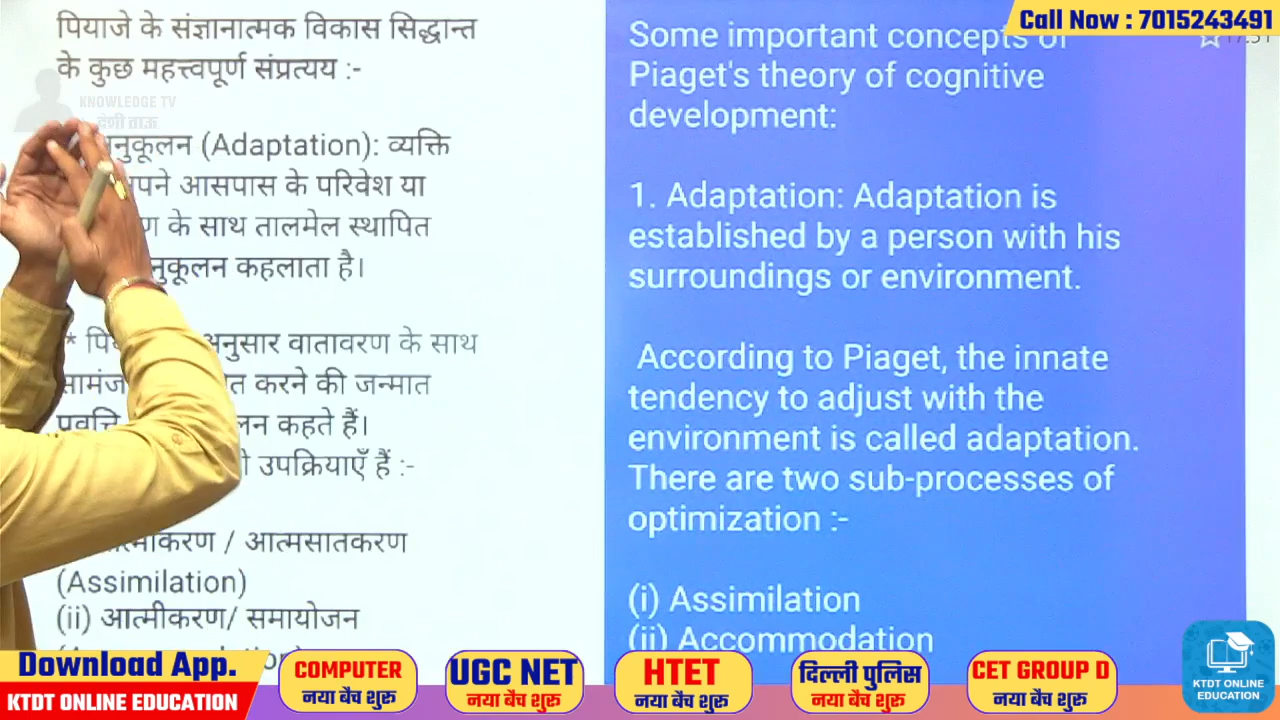 पियाजे के संज्ञानात्मक विकास सिद्धान्त
के कुछ महत्त्वपूर्ण संप्रत्यय :-
KNOWLEDGE TV
देशी ताऊ
(Adaptation): व्यक्ति
आसपास के परिवेश या
के साथ तालमेल स्थापित
कहलाता है।
* अनुसार वातावरण के साथ
करने की जन्मात
कहते हैं।
उपक्रियाएँ हैं :-
/ आत्मसातकरण
(Assimilation)
(ii) आत्मीकरण/ समायोजन
Call Now : 7015243491
Some important concepts of
Piaget's theory of cognitive
development:
1. Adaptation: Adaptation is
established by a person with his
surroundings or environment.
According to Piaget, the innate
tendency to adjust with the
environment is called adaptation.
There are two sub-processes of
optimization :-
(i) Assimilation
(ii) Accommodation
Download App.
KTDT ONLINE EDUCATION
COMPUTER
नया बैच शुरू
UGC NET
नया बैच शुरू
HTET
नया बैच शुरू
दिल्ली पुलिस
नया बैच शुरू
CET GROUP D
नया बैच शुरू
KTDT ONLINE
EDUCATION